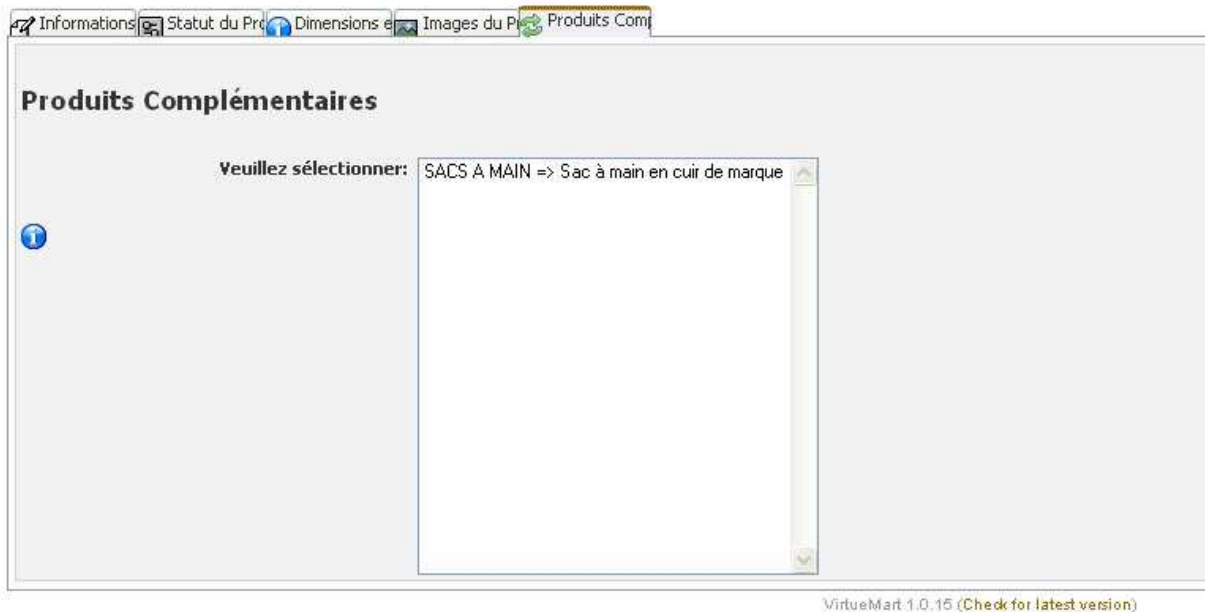 Informations Statut du Pro Dimensions e Images du P Produits Comp
Produits Complémentaires
Veuillez sélectionner: SACS A MAIN => Sac à main en cuir de marque
VirtueMart 1.0.15 (Check for latest version)